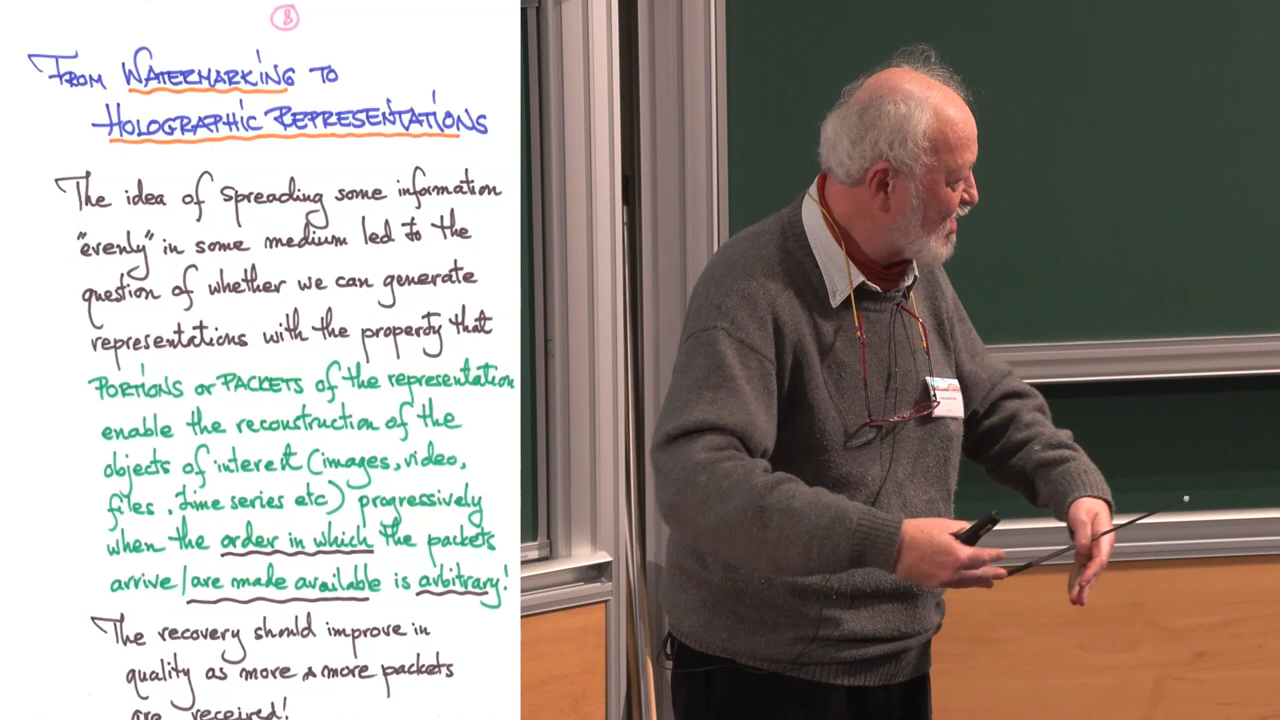 8
FROM WATERMARKING TO
HOLOGRAPHIC REPRESENTATIONS
The idea of spreading some information
"evenly" in some medium led to the
question of whether we can generate
representations with the property that
PORTIONS or PACKETS of the representation
enable the reconstruction of the
objects of interest (images, video,
files, time series etc) progressively
when the order in which the packets
arrive/are made available is arbitrary!
The recovery should improve in
quality as more & more packets
are received!